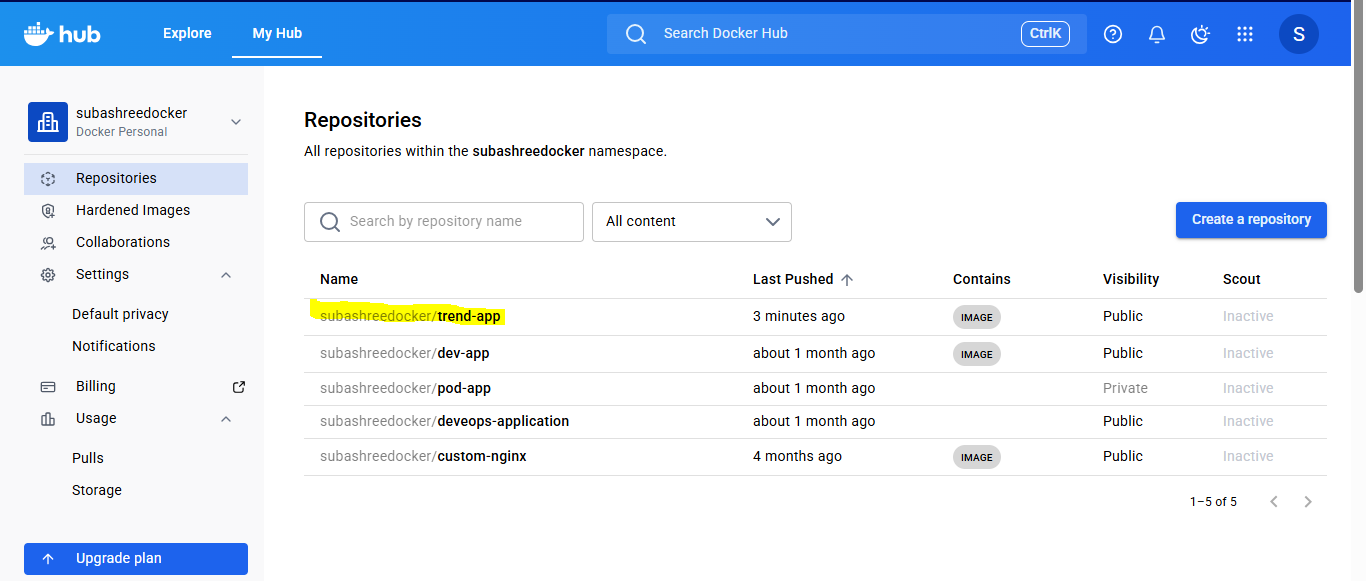 hub Explore My Hub Search Docker Hub CtrlK S
subashreedocker
Docker Personal
Repositories
Hardened Images
Collaborations
Settings
Default privacy
Notifications
Billing
Usage
Pulls
Storage
Upgrade plan
Repositories
All repositories within the subashreedocker namespace.
Search by repository name All content Create a repository
Name Last Pushed Contains Visibility Scout
subashreedocker/trend-app 3 minutes ago IMAGE Public Inactive
subashreedocker/dev-app about 1 month ago IMAGE Public Inactive
subashreedocker/pod-app about 1 month ago Private Inactive
subashreedocker/deveops-application about 1 month ago Public Inactive
subashreedocker/custom-nginx 4 months ago IMAGE Public Inactive
1–5 of 5